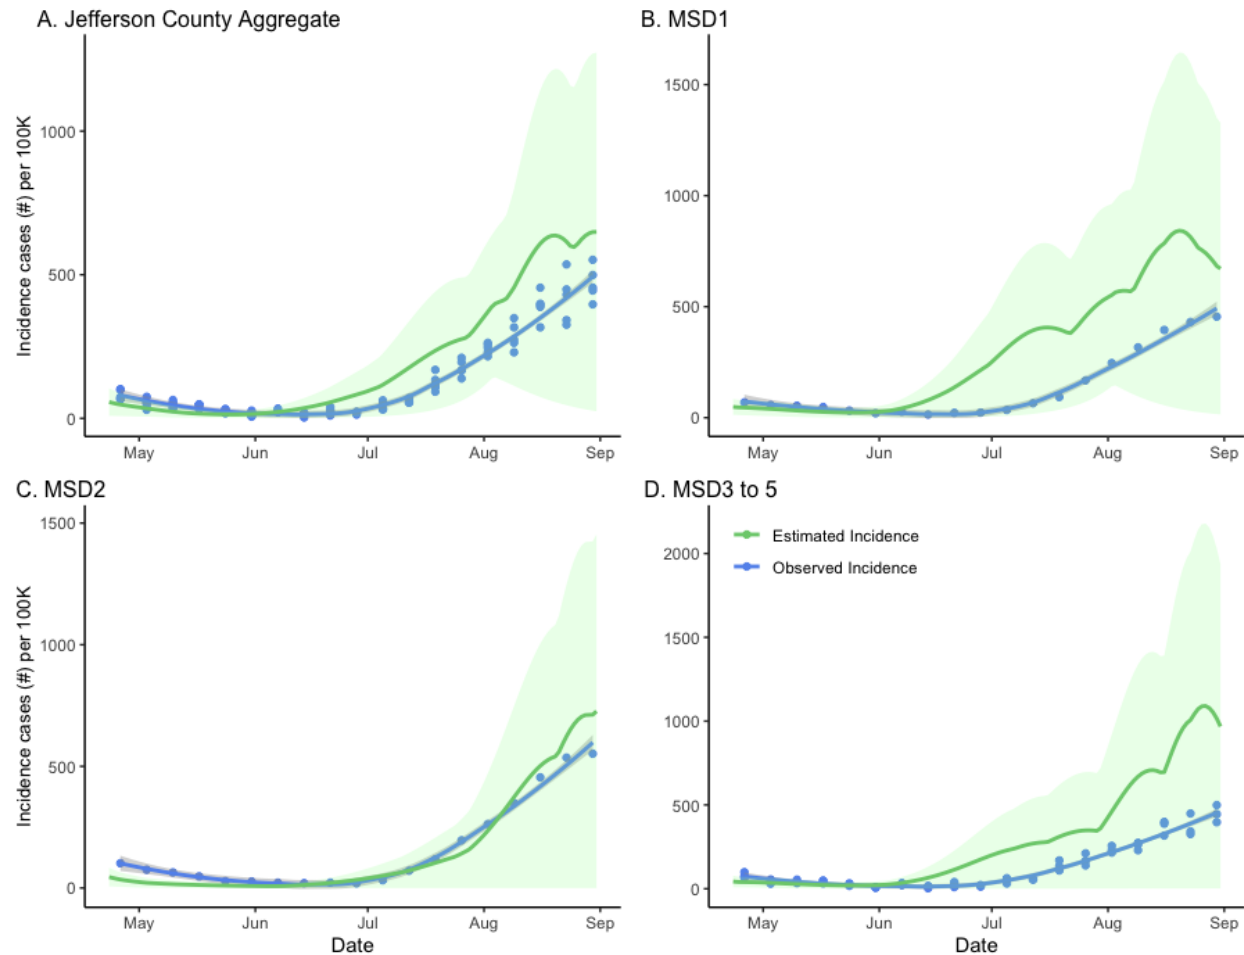 A. Jefferson County Aggregate
Incidence cases (#) per 100K
1000
500
0
May Jun Jul Aug Sep
B. MSD1
1500
1000
500
0
May Jun Jul Aug Sep
C. MSD2
Incidence cases (#) per 100K
1500
1000
500
0
May Jun Jul Aug Sep
Date
D. MSD3 to 5
Estimated Incidence
Observed Incidence
2000
1500
1000
500
0
May Jun Jul Aug Sep
Date